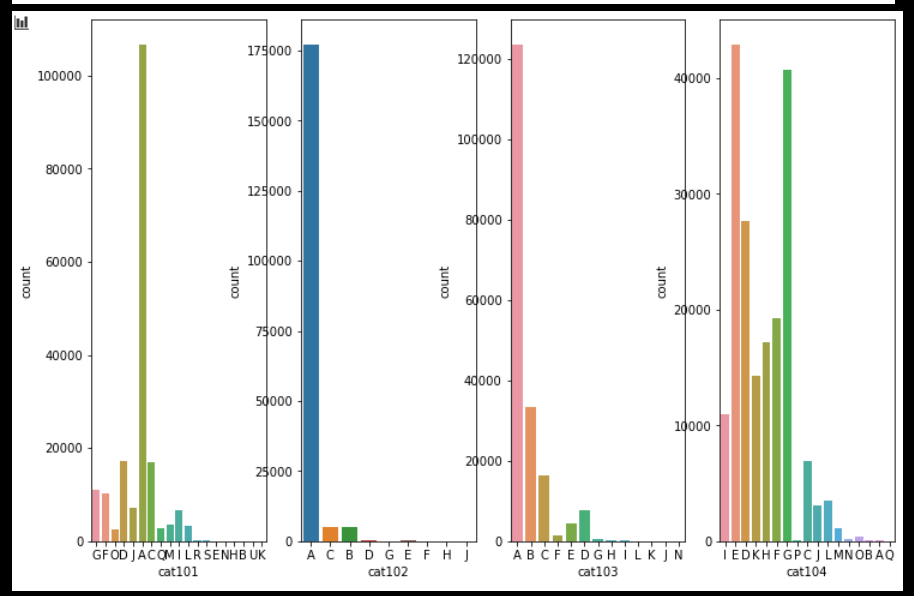 100000
80000
60000
40000
20000
0
count
G F O D J A C Q M I L R S E N H B U K
cat101
175000
150000
125000
100000
75000
50000
25000
0
count
A C B D G E F H J
cat102
120000
100000
80000
60000
40000
20000
0
count
A B C F E D G H I L K J N
cat103
40000
30000
20000
10000
0
count
I E D K H F G P C J L M N O B A Q
cat104